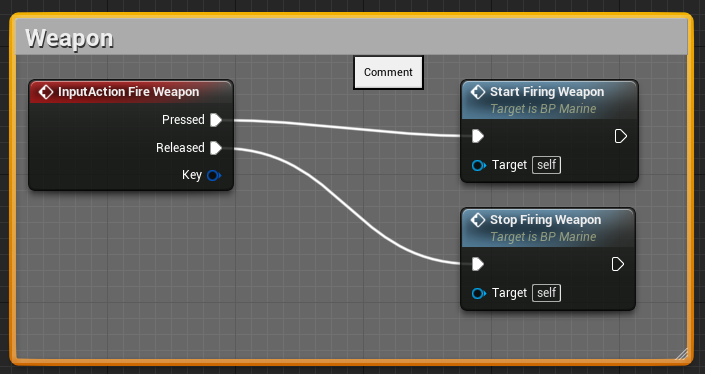 Weapon
Comment
InputAction Fire Weapon
Pressed
Released
Key
Start Firing Weapon
Target is BP Marine
Target self
Stop Firing Weapon
Target is BP Marine
Target self